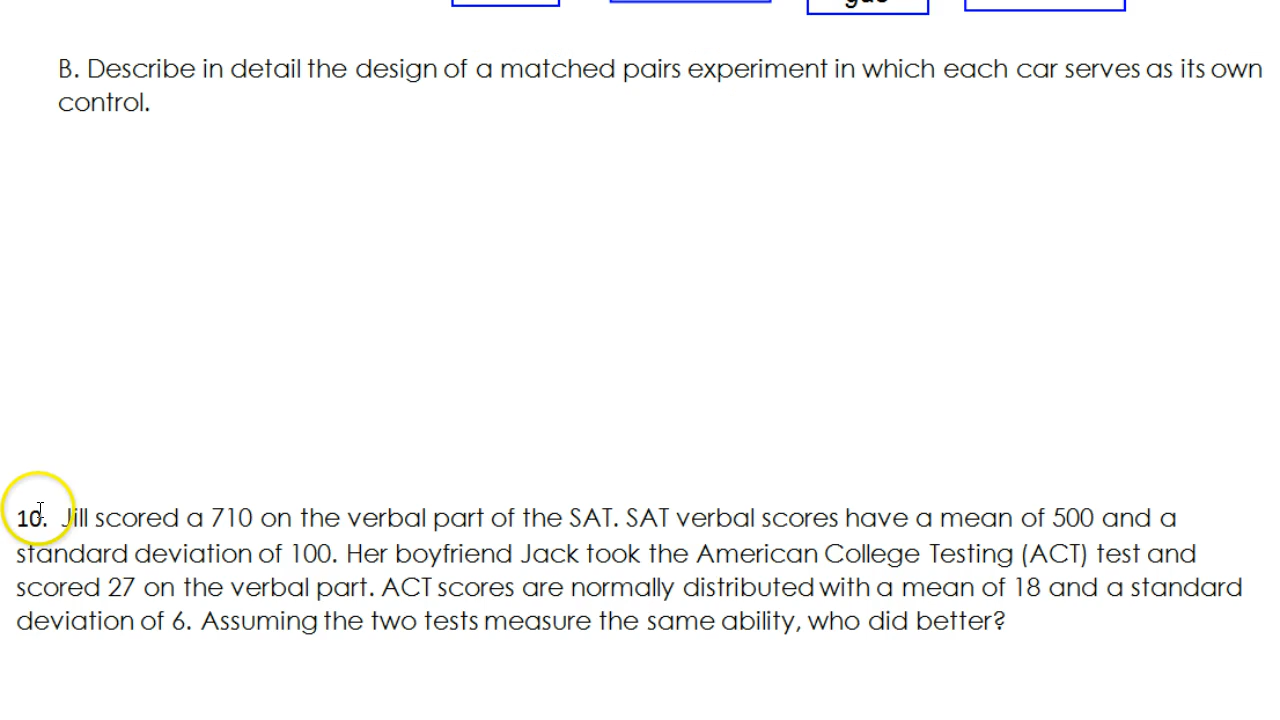 B. Describe in detail the design of a matched pairs experiment in which each car serves as its own
control.
10. Jill scored a 710 on the verbal part of the SAT. SAT verbal scores have a mean of 500 and a
standard deviation of 100. Her boyfriend Jack took the American College Testing (ACT) test and
scored 27 on the verbal part. ACT scores are normally distributed with a mean of 18 and a standard
deviation of 6. Assuming the two tests measure the same ability, who did better?